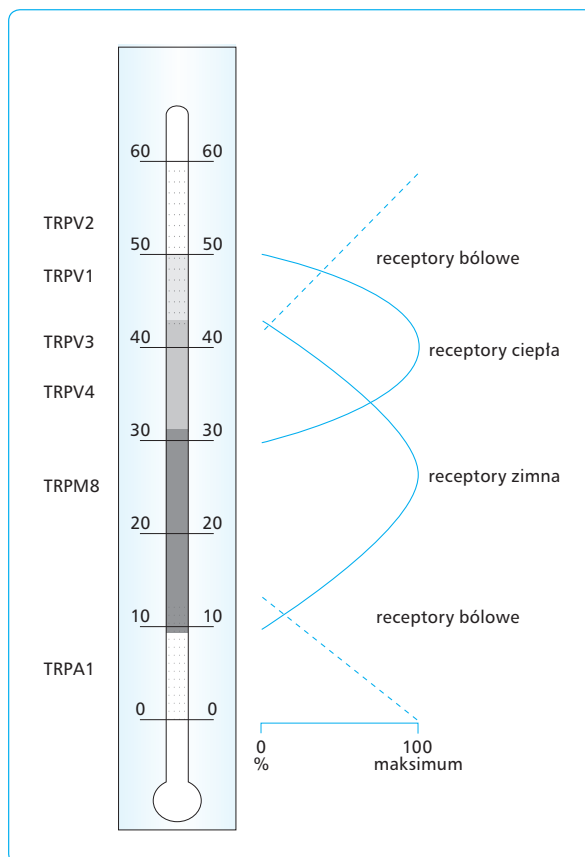 60 60
TRPV2
50 50
receptory bólowe
TRPV1
TRPV3
40 40
receptory ciepła
TRPV4
30 30
TRPM8
receptory zimna
20 20
10 10
receptory bólowe
TRPA1
0 0
0 100
% maksimum